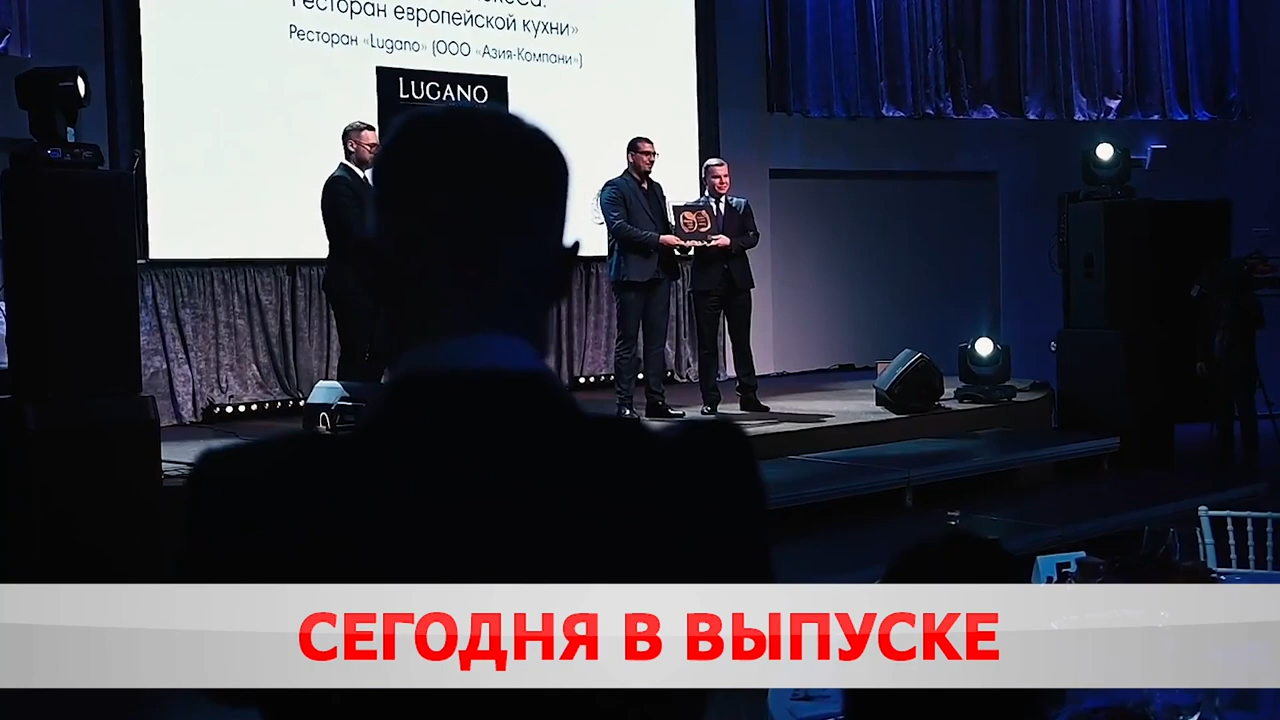 Ресторан европейской кухни»
Ресторан «Lugano» (ООО «Азия-Компани»)
LUGANO
СЕГОДНЯ В ВЫПУСКЕ